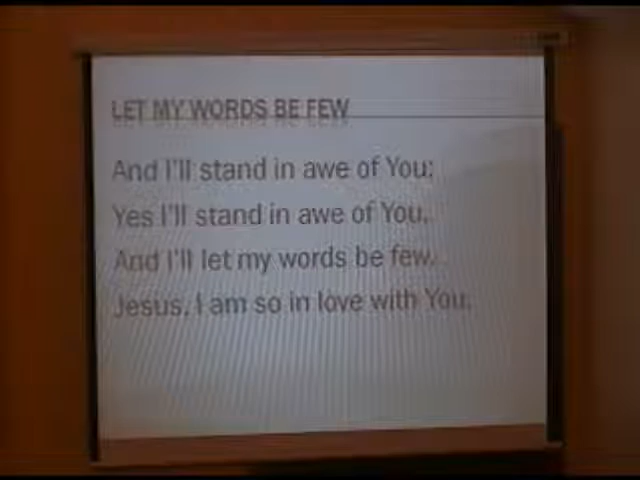 LET MY WORDS BE FEW
And I'll stand in awe of You;
Yes I'll stand in awe of You.
And I'll let my words be few.
Jesus, I am so in love with You.